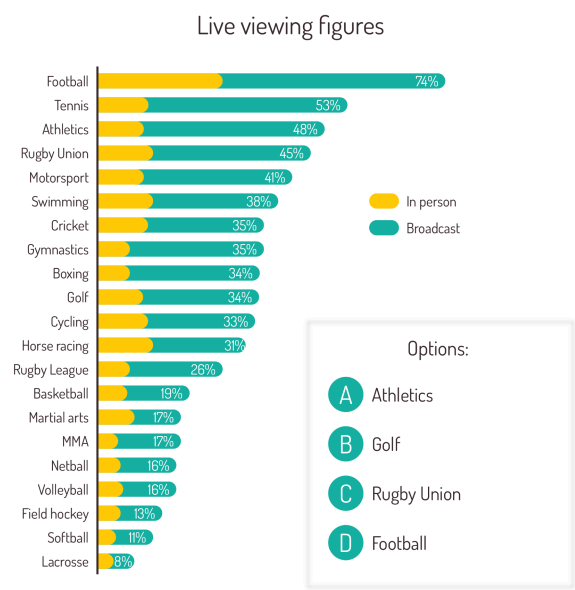 Live viewing figures
Football 74%
Tennis 53%
Athletics 48%
Rugby Union 45%
Motorsport 41%
Swimming 38%
Cricket 35%
Gymnastics 35%
Boxing 34%
Golf 34%
Cycling 33%
Horse racing 31%
Rugby League 26%
Basketball 19%
Martial arts 17%
MMA 17%
Netball 16%
Volleyball 16%
Field hockey 13%
Softball 11%
Lacrosse 8%
In person
Broadcast
Options:
A Athletics
B Golf
C Rugby Union
D Football